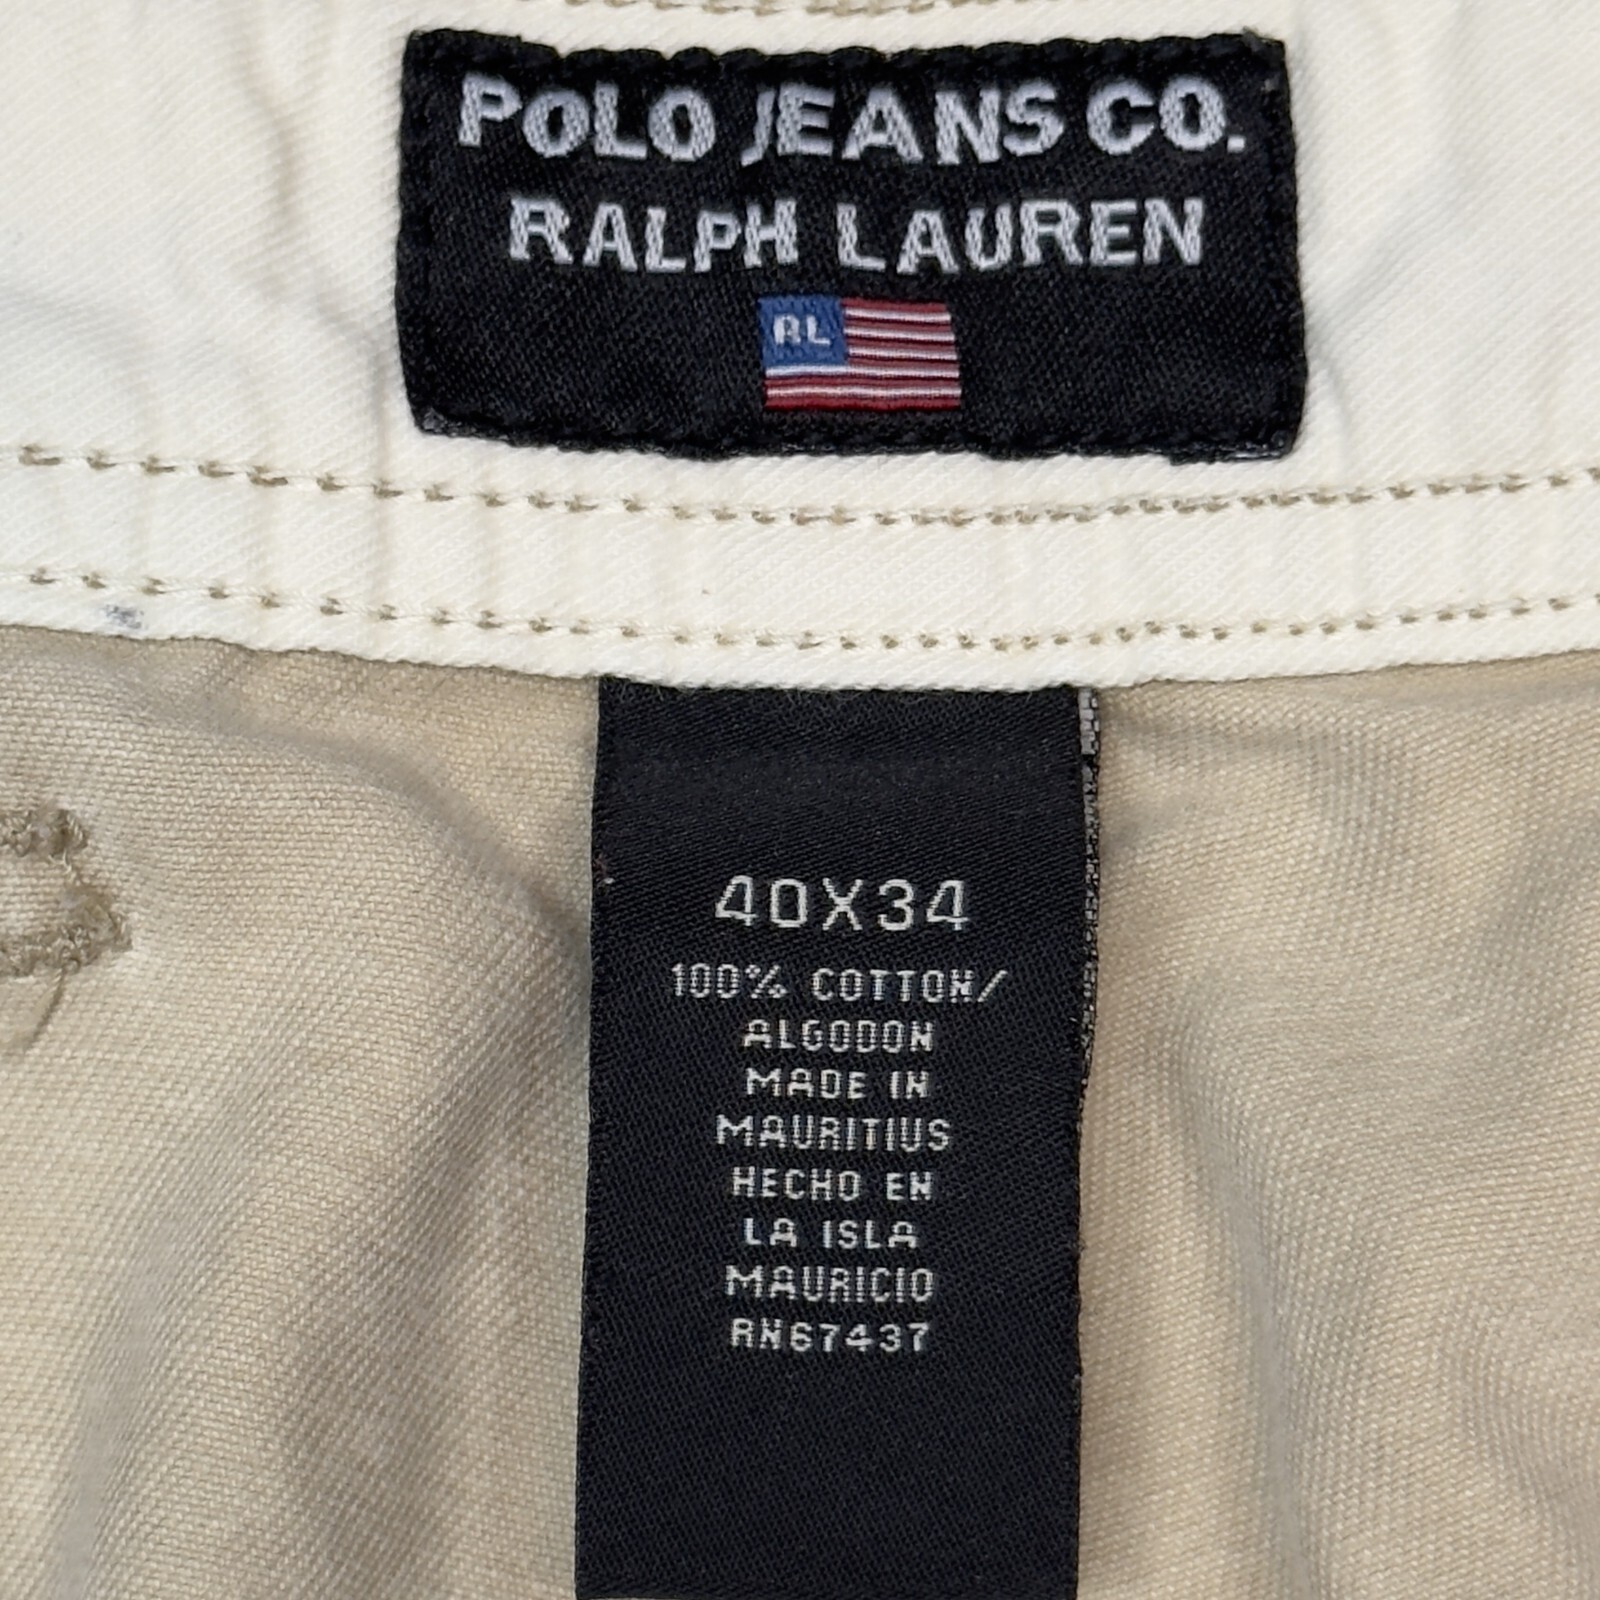 POLO JEANS CO.
RALPH LAUREN
RL
40X34
100% COTTON/
ALGODON
MADE IN
MAURITIUS
HECHO EN
LA ISLA
MAURICIO
RN67437